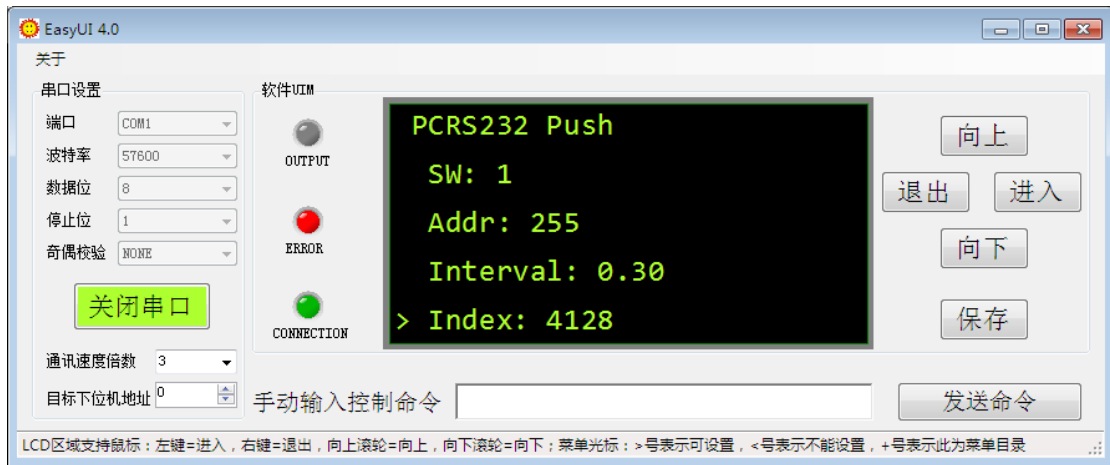 EasyUI 4.0
关于
串口设置
端口 COM1
波特率 57600
数据位 8
停止位 1
奇偶校验 NONE
关闭串口
通讯速度倍数 3
目标下位机地址 0
软件UIM
OUTPUT
ERROR
CONNECTION
PCRS232 Push
SW: 1
Addr: 255
Interval: 0.30
> Index: 4128
向上
退出 进入
向下
保存
手动输入控制命令 发送命令
LCD区域支持鼠标：左键=进入，右键=退出，向上滚轮=向上，向下滚轮=向下；菜单光标：>号表示可设置，<号表示不能设置，+号表示此为菜单目录